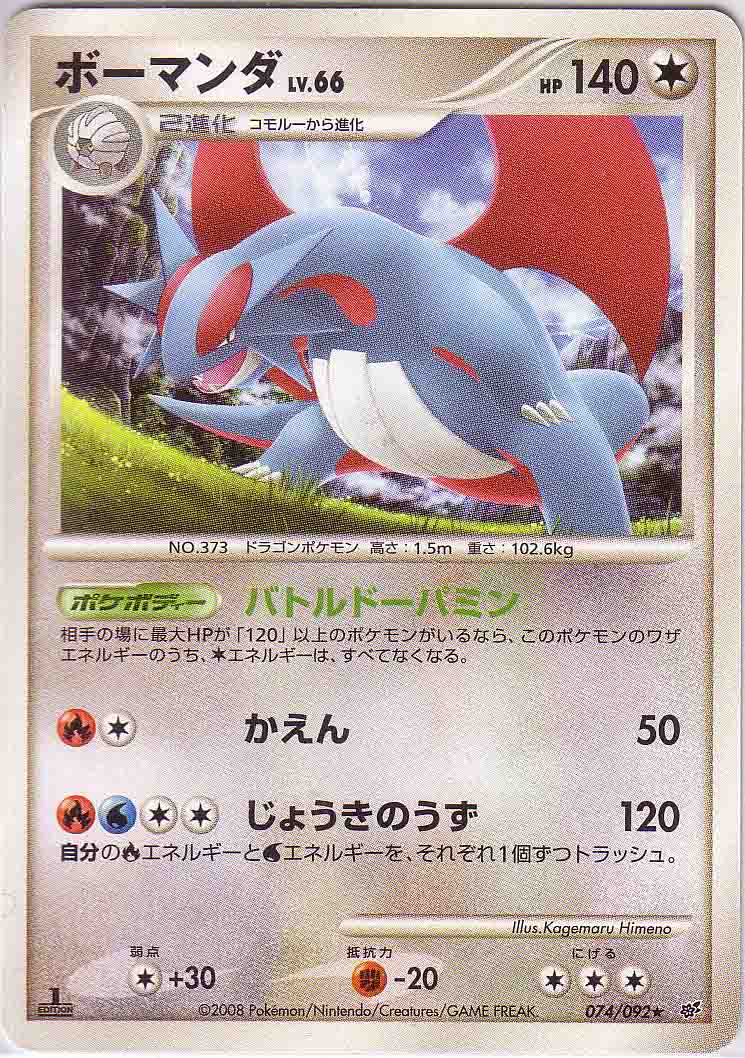 ボーマンダ LV.66 HP 140
2進化 コモルーから進化
NO.373 ドラゴンポケモン 高さ：1.5m 重さ：102.6kg
ポケボディー バトルドーパミン
相手の場に最大HPが「120」以上のポケモンがいるなら、このポケモンのワザ
エネルギーのうち、エネルギーは、すべてなくなる。
かえん 50
じょうきのうず 120
自分のエネルギーとエネルギーを、それぞれ1個ずつトラッシュ。
Illus.Kagemaru Himeno
弱点 抵抗力 にげる
+30 -20
1 EDITION ©2008 Pokémon/Nintendo/Creatures/GAME FREAK. 074/092★